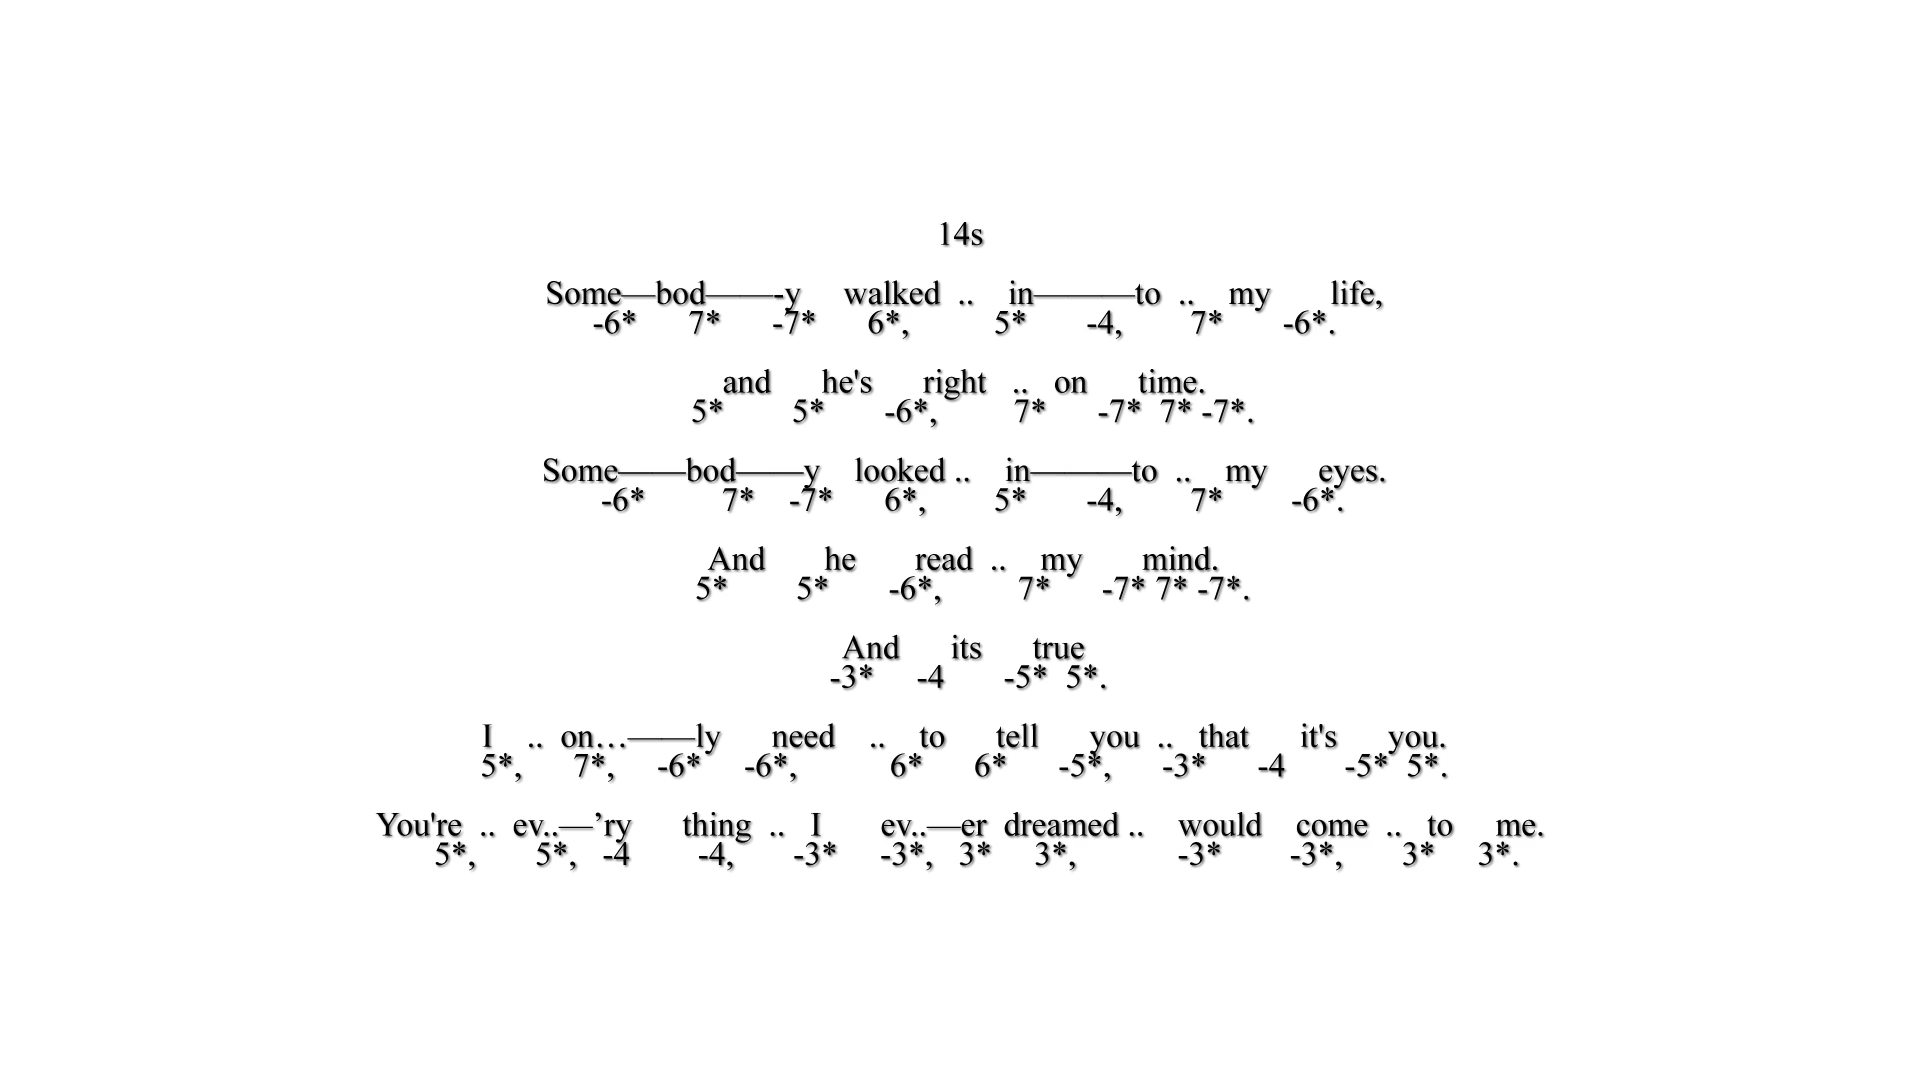 14s
Some—bod——-y walked .. in———to .. my life,
-6* 7* -7* 6*, 5* -4, 7* -6*.
and he's right .. on time.
5* 5* -6*, 7* -7* 7* -7*.
Some——bod——y looked .. in———to .. my eyes.
-6* 7* -7* 6*, 5* -4, 7* -6*.
And he read .. my mind.
5* 5* -6*, 7* -7* 7* -7*.
And its true
-3* -4 -5* 5*.
I .. on…——ly need .. to tell you .. that it's you.
5*, 7*, -6* -6*, 6* 6* -5*, -3* -4 -5* 5*.
You're .. ev..—’ry thing .. I ev..—er dreamed .. would come .. to me.
5*, 5*, -4 -4, -3* -3*, 3* 3*, -3* -3*, 3* 3*.